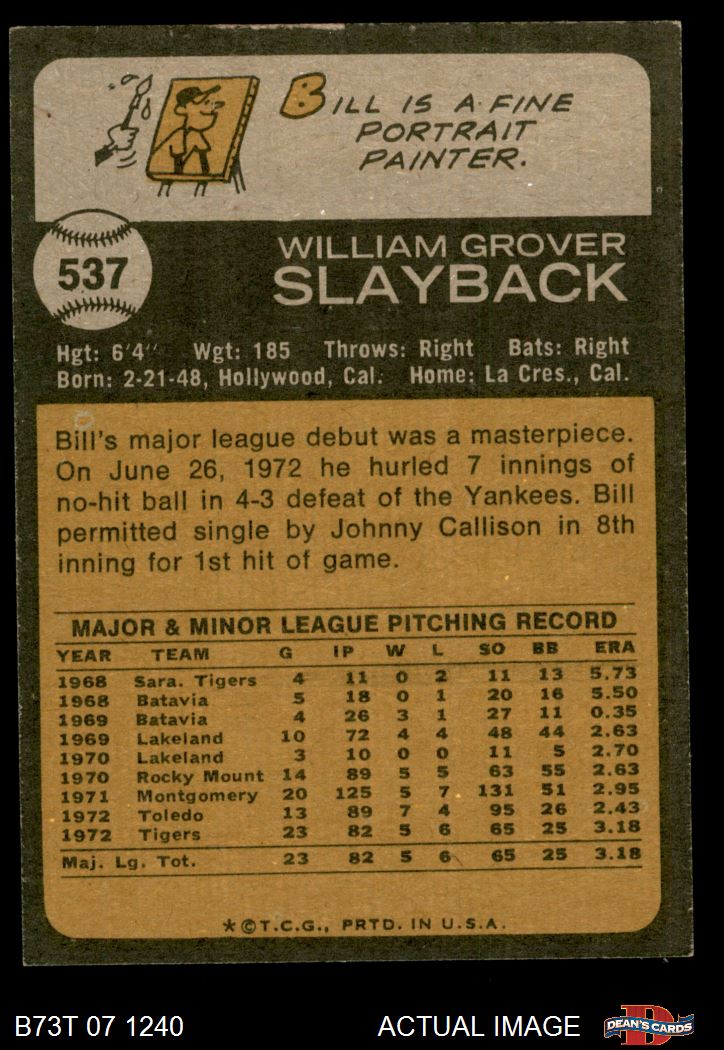 BILL IS A FINE
PORTRAIT
PAINTER.
537
WILLIAM GROVER
SLAYBACK
Hgt: 6'4" Wgt: 185 Throws: Right Bats: Right
Born: 2-21-48, Hollywood, Cal. Home: La Cres., Cal.
Bill's major league debut was a masterpiece.
On June 26, 1972 he hurled 7 innings of
no-hit ball in 4-3 defeat of the Yankees. Bill
permitted single by Johnny Callison in 8th
inning for 1st hit of game.
MAJOR & MINOR LEAGUE PITCHING RECORD
YEAR TEAM G IP W L SO BB ERA
1968 Sara. Tigers 4 11 0 2 11 13 5.73
1968 Batavia 5 18 0 1 20 16 5.50
1969 Batavia 4 26 3 1 27 11 0.35
1969 Lakeland 10 72 4 4 48 44 2.63
1970 Lakeland 3 10 0 0 11 5 2.70
1970 Rocky Mount 14 89 5 5 63 55 2.63
1971 Montgomery 20 125 5 7 131 51 2.95
1972 Toledo 13 89 7 4 95 26 2.43
1972 Tigers 23 82 5 6 65 25 3.18
Maj. Lg. Tot. 23 82 5 6 65 25 3.18
*©T.C.G., PRTD. IN U.S.A.
B73T 07 1240 ACTUAL IMAGE DEAN'S CARDS